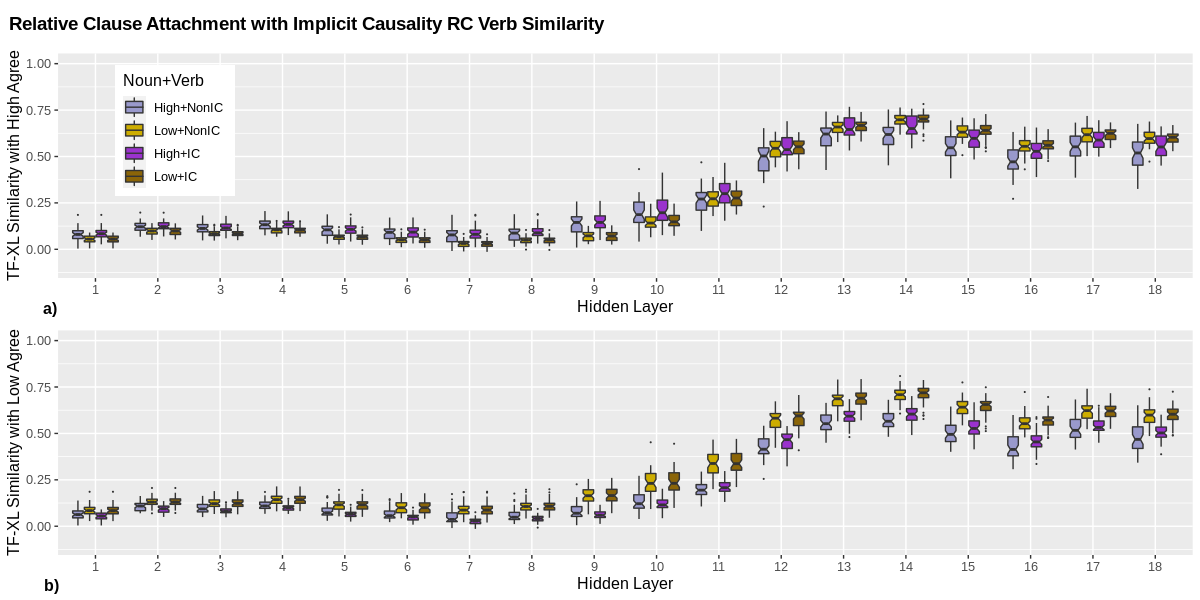 Relative Clause Attachment with Implicit Causality RC Verb Similarity
TF-XL Similarity with High Agree
1.00
0.75
0.50
0.25
0.00
Noun+Verb
High+NonIC
Low+NonIC
High+IC
Low+IC
1 2 3 4 5 6 7 8 9 10 11 12 13 14 15 16 17 18
Hidden Layer
a)
TF-XL Similarity with Low Agree
1.00
0.75
0.50
0.25
0.00
1 2 3 4 5 6 7 8 9 10 11 12 13 14 15 16 17 18
Hidden Layer
b)